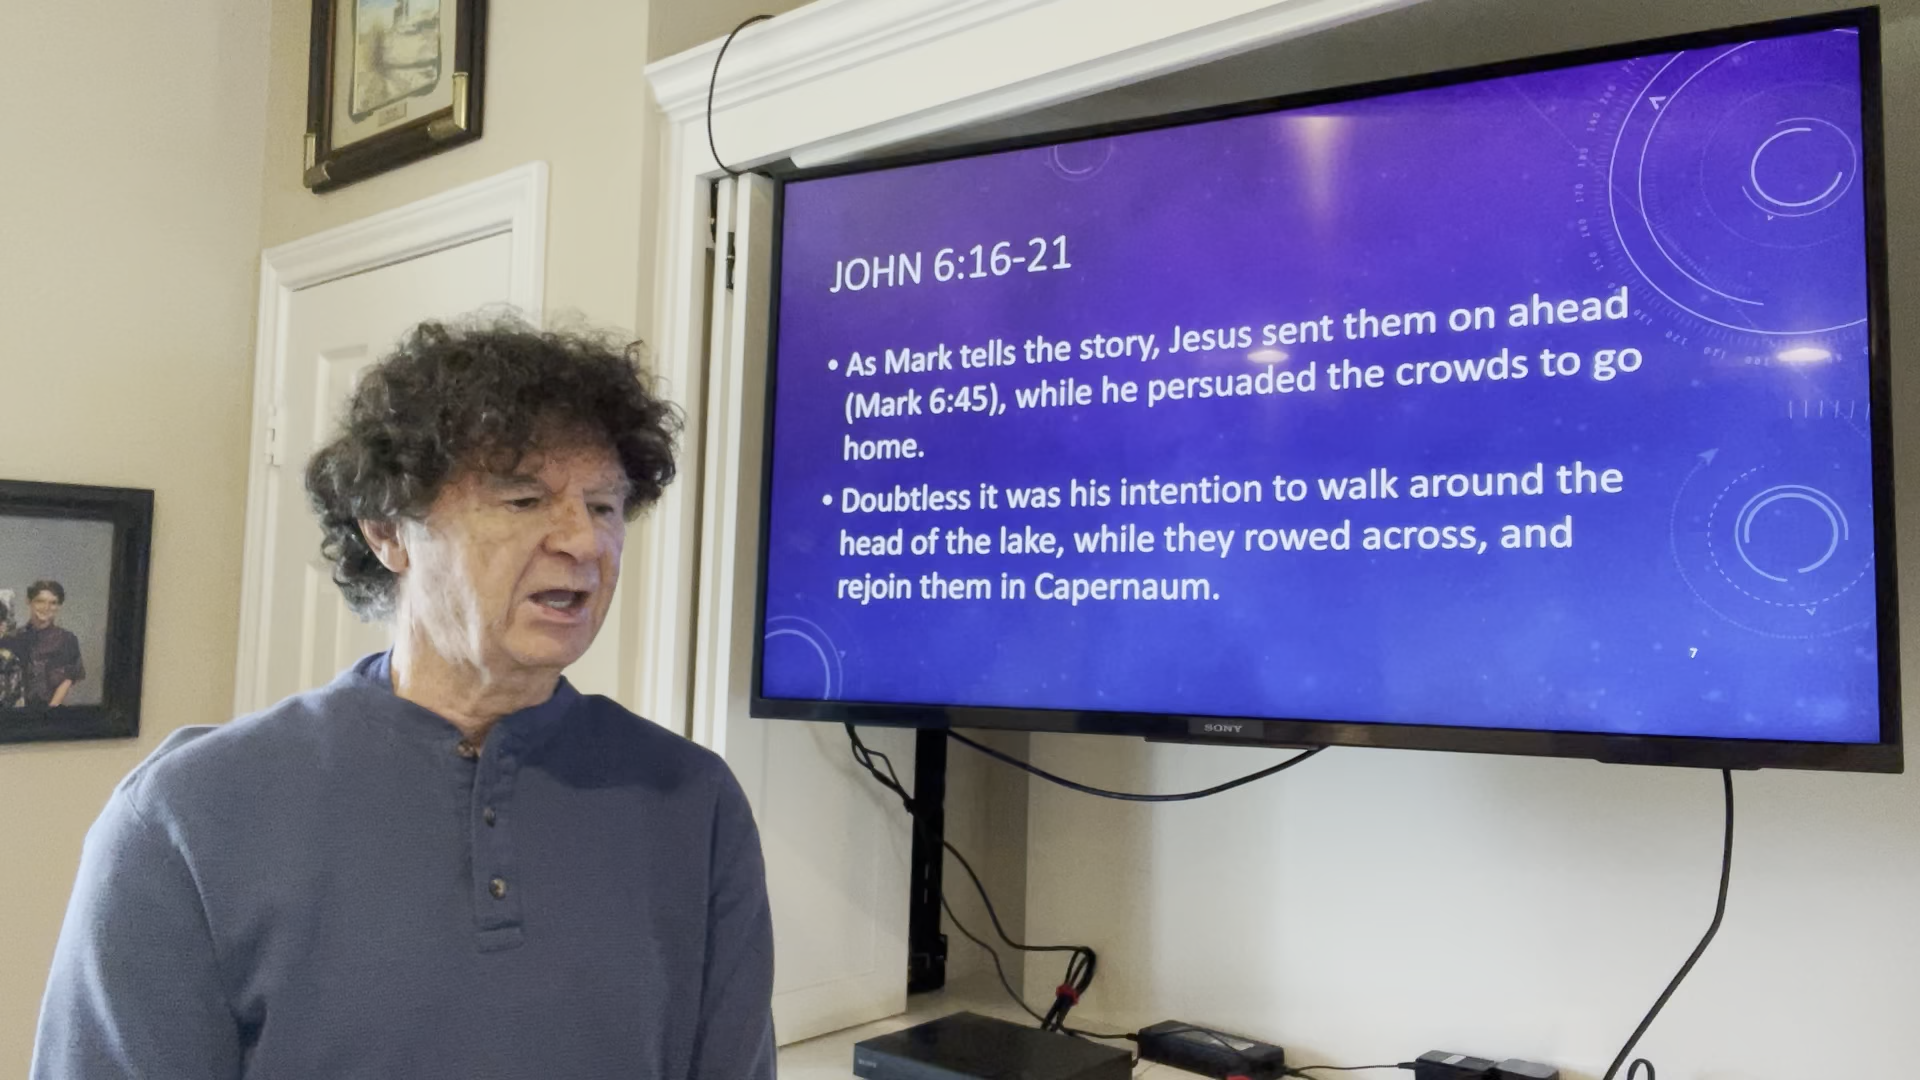 JOHN 6:16-21
• As Mark tells the story, Jesus sent them on ahead
(Mark 6:45), while he persuaded the crowds to go
home.
• Doubtless it was his intention to walk around the
head of the lake, while they rowed across, and
rejoin them in Capernaum.
7
SONY